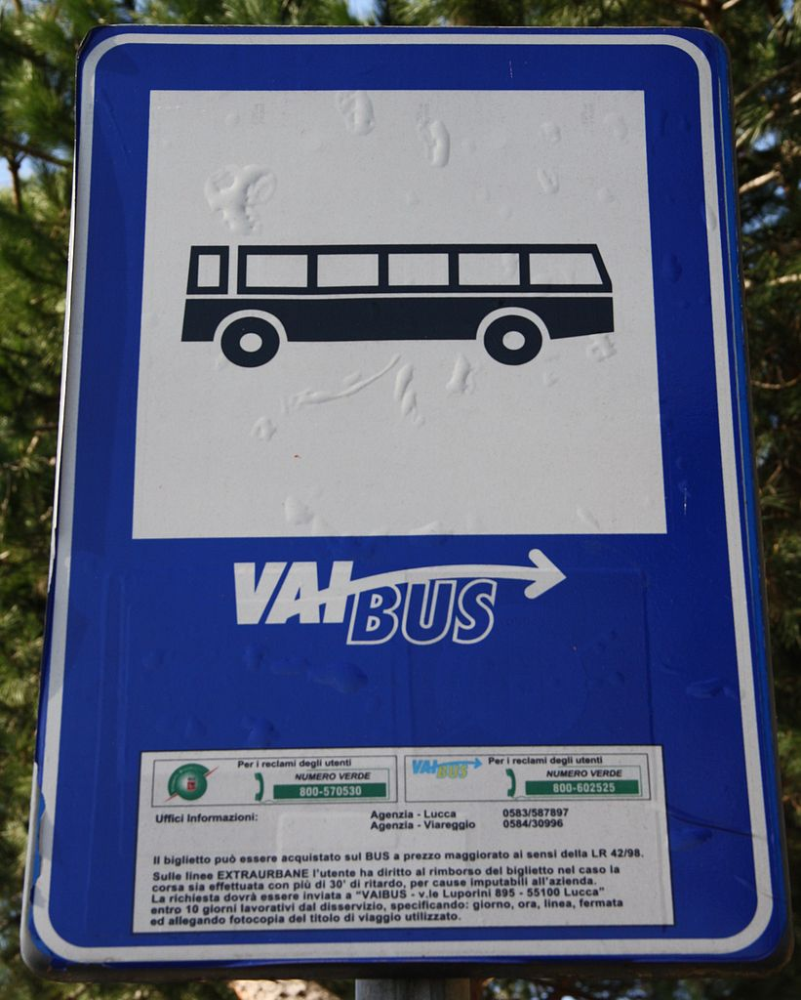 VAIBUS
Per i reclami degli utenti
NUMERO VERDE
800-570530
VAIBUS
Per i reclami degli utenti
NUMERO VERDE
800-602525
Uffici Informazioni: Agenzia - Lucca 0583/587897
Agenzia - Viareggio 0584/30996
Il biglietto può essere acquistato sul BUS a prezzo maggiorato ai sensi della LR 42/98.
Sulle linee EXTRAURBANE l'utente ha diritto al rimborso del biglietto nel caso la
corsa sia effettuata con più di 30' di ritardo, per cause imputabili all'azienda.
La richiesta dovrà essere inviata a “VAIBUS - v.le Luporini 895 - 55100 Lucca”
entro 10 giorni lavorativi dal disservizio, specificando: giorno, ora, linea, fermata
ed allegando fotocopia del titolo di viaggio utilizzato.